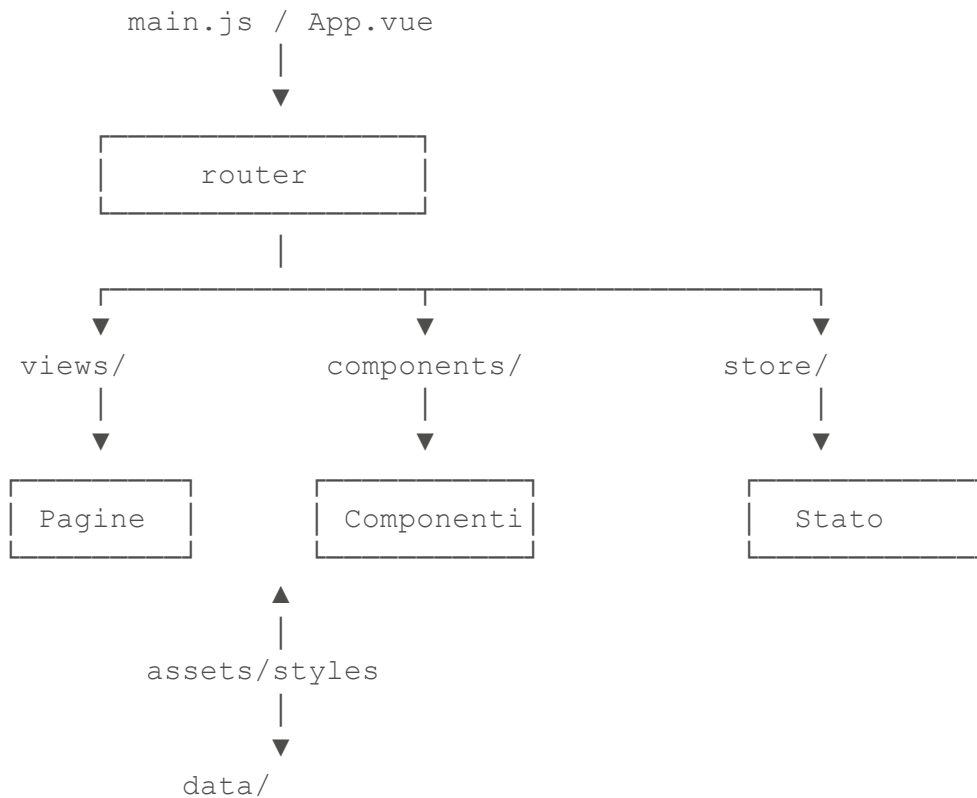 main.js / App.vue
router
views/ components/ store/
Pagine Componenti Stato
assets/styles
data/